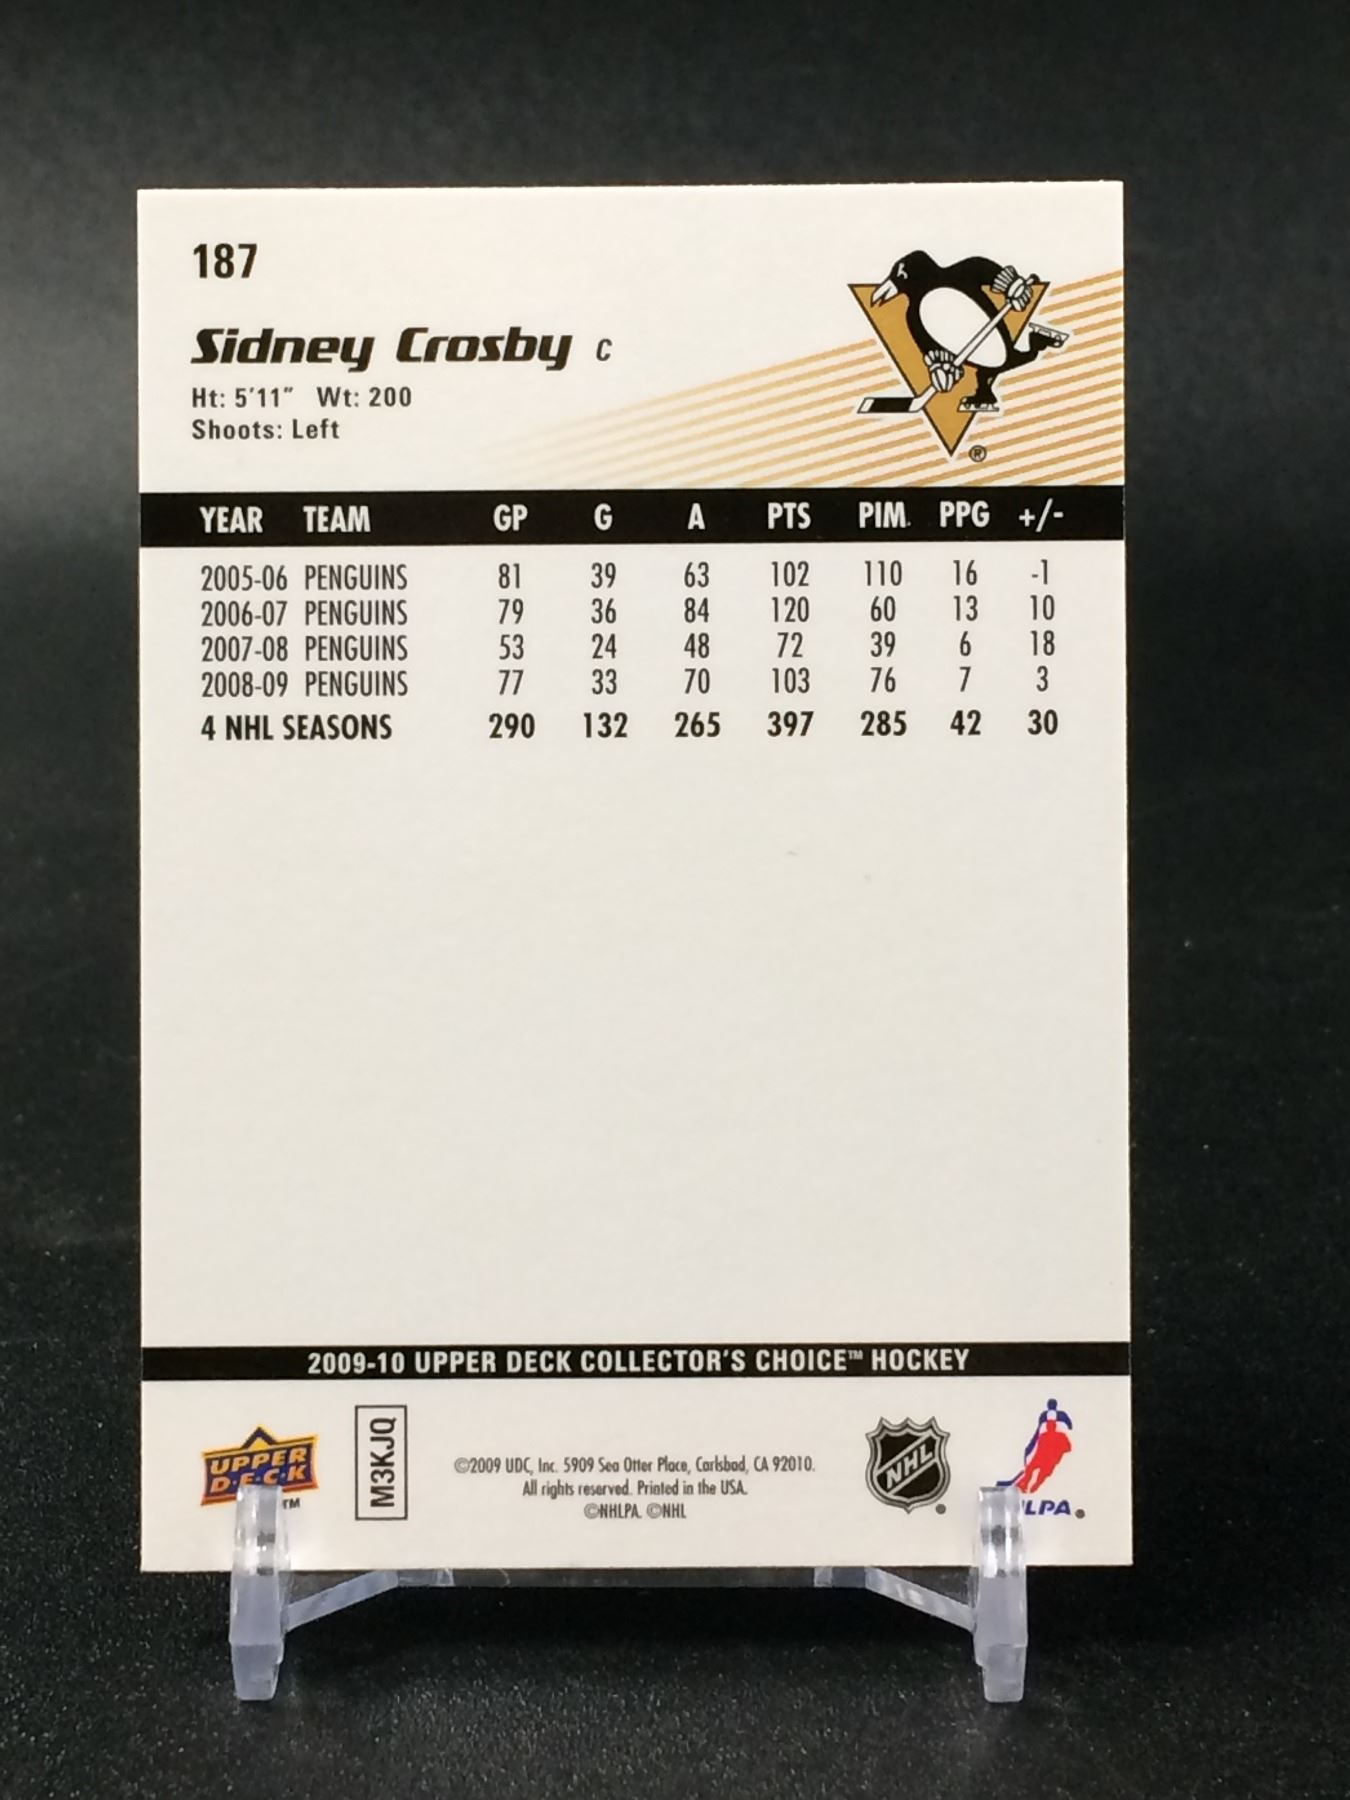 187
Sidney Crosby C
Ht: 5'11" Wt: 200
Shoots: Left
®
YEAR TEAM GP G A PTS PIM PPG +/-
2005-06 PENGUINS 81 39 63 102 110 16 -1
2006-07 PENGUINS 79 36 84 120 60 13 10
2007-08 PENGUINS 53 24 48 72 39 6 18
2008-09 PENGUINS 77 33 70 103 76 7 3
4 NHL SEASONS 290 132 265 397 285 42 30
2009-10 UPPER DECK COLLECTOR'S CHOICE™ HOCKEY
UPPER
DECK
TM
M3KJQ
©2009 UDC, Inc. 5909 Sea Otter Place, Carlsbad, CA 92010.
All rights reserved. Printed in the USA.
©NHLPA. ©NHL
NHL
LPA